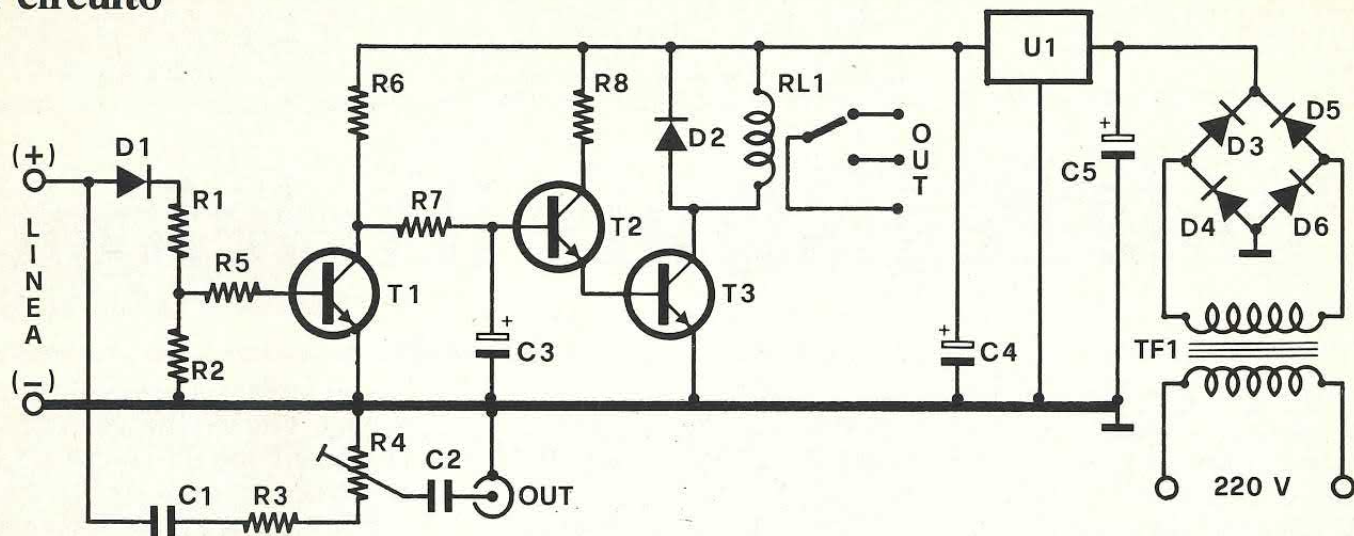 circuito
U1
R6
R8
RL1
D5
D3
(+)
D1
D2
O
U
T
C5
R1
R7
T2
L
I
N
E
A
D4
D6
R5
T1
T3
R2
C3
C4
TF1
(-)
R4
C2
OUT
C1
R3
220 V
+
+
+